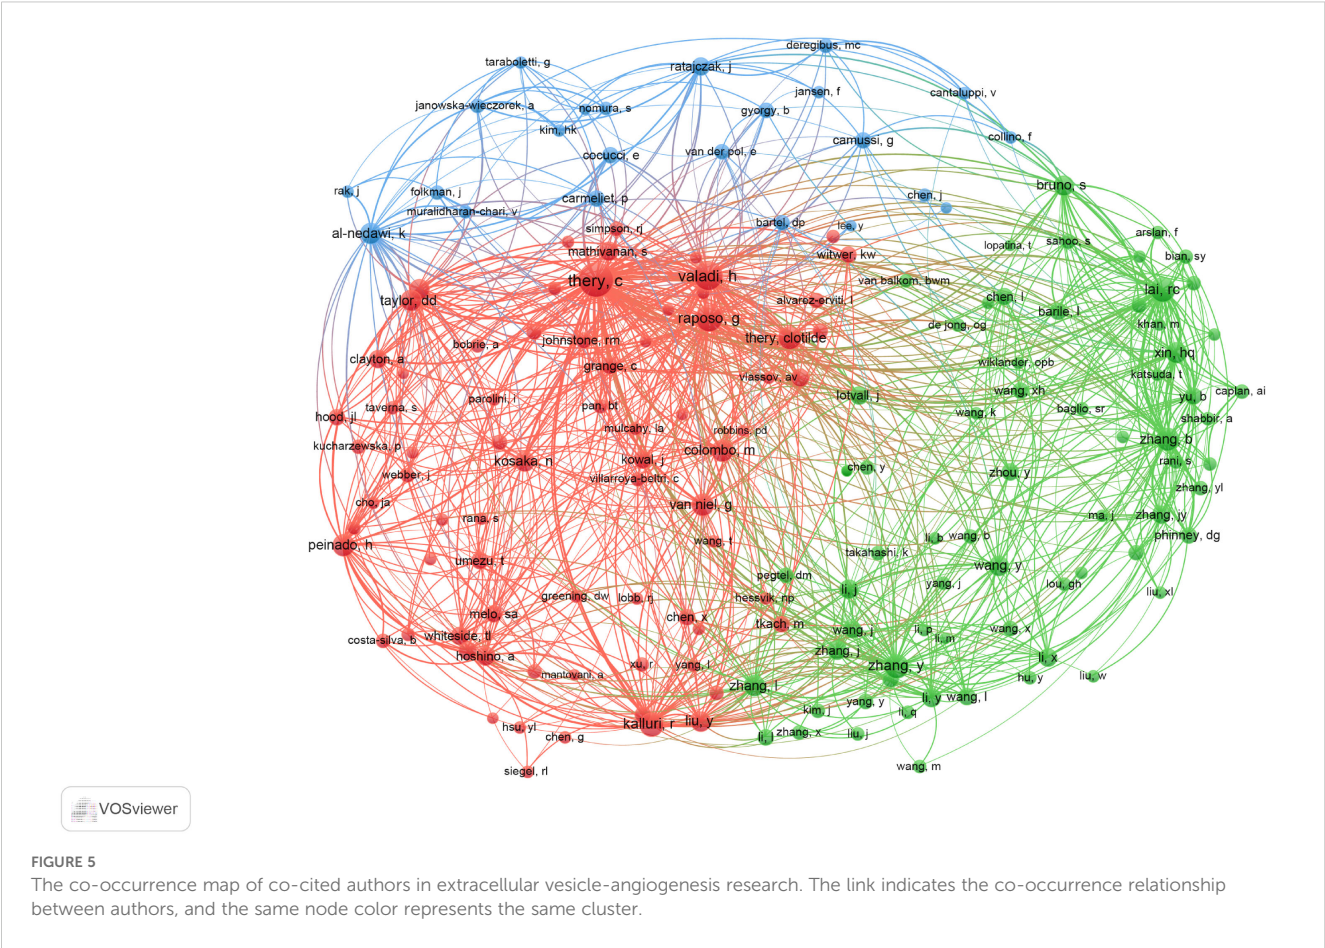 deregibus, mc
taraboletti, g
ratajczak, j
jansen, f
cantaluppi, v
janowska-wieczorek, a
nomura, s
gyorgy, b
kim, hk
collino, f
camussi, g
cocucci, e
van der pol, e
bruno, s
rak, j
folkman, j
carmeliet, p
chen, j
muralidharan-chari, v
bartel, dp
lee, y
simpson, rj
al-nedawi, k
arslan, f
sahoo, s
lopatina, t
mathivanan, s
witwer, kw
bian, sy
thery, c
valadi, h
van balkom, bwm
lai, rc
taylor, dd
alvarez-erviti, l
chen, l
barile, l
raposo, g
de jong, og
khan, m
johnstone, rm
thery, clotilde
bobrie, a
clayton, a
xin, hq
grange, c
wiklander, opb
viassov, av
katsuda, t
parolini, i
lotvall, j
wang, xh
yu, b
caplan, ai
taverna, s
pan, bt
wang, k
baglio, sr
hood, jl
shabbir, a
mulcahy, la
robbins, pd
kucharzewska, p
zhang, b
colombo, m
kosaka, n
kowal, j
rani, s
chen, y
zhou, y
webber, j
villarroya-beltri, c
zhang, yl
cho, ja
van niel, g
rana, s
ma, j
zhang, jy
phinney, dg
peinado, h
wang, t
li, b
wang, b
takahashi, k
umezu, t
wang, y
pegtel, dm
yang, j
lou, gh
li, j
liu, xl
greening, dw
lobb, rj
hessvik, np
melo, sa
chen, x
tkach, m
wang, j
li, p
wang, x
costa-silva, b
whiteside, tl
li, m
zhang, j
hoshino, a
li, x
xu, r
yang, l
zhang, y
mantovani, a
hu, y
liu, w
zhang, l
li, y
wang, l
yang, y
kim, j
li, q
kalluri, r
liu, y
hsu, yl
chen, g
li, l
zhang, x
liu, j
wang, m
siegel, rl
VOSviewer
FIGURE 5
The co-occurrence map of co-cited authors in extracellular vesicle-angiogenesis research. The link indicates the co-occurrence relationship
between authors, and the same node color represents the same cluster.